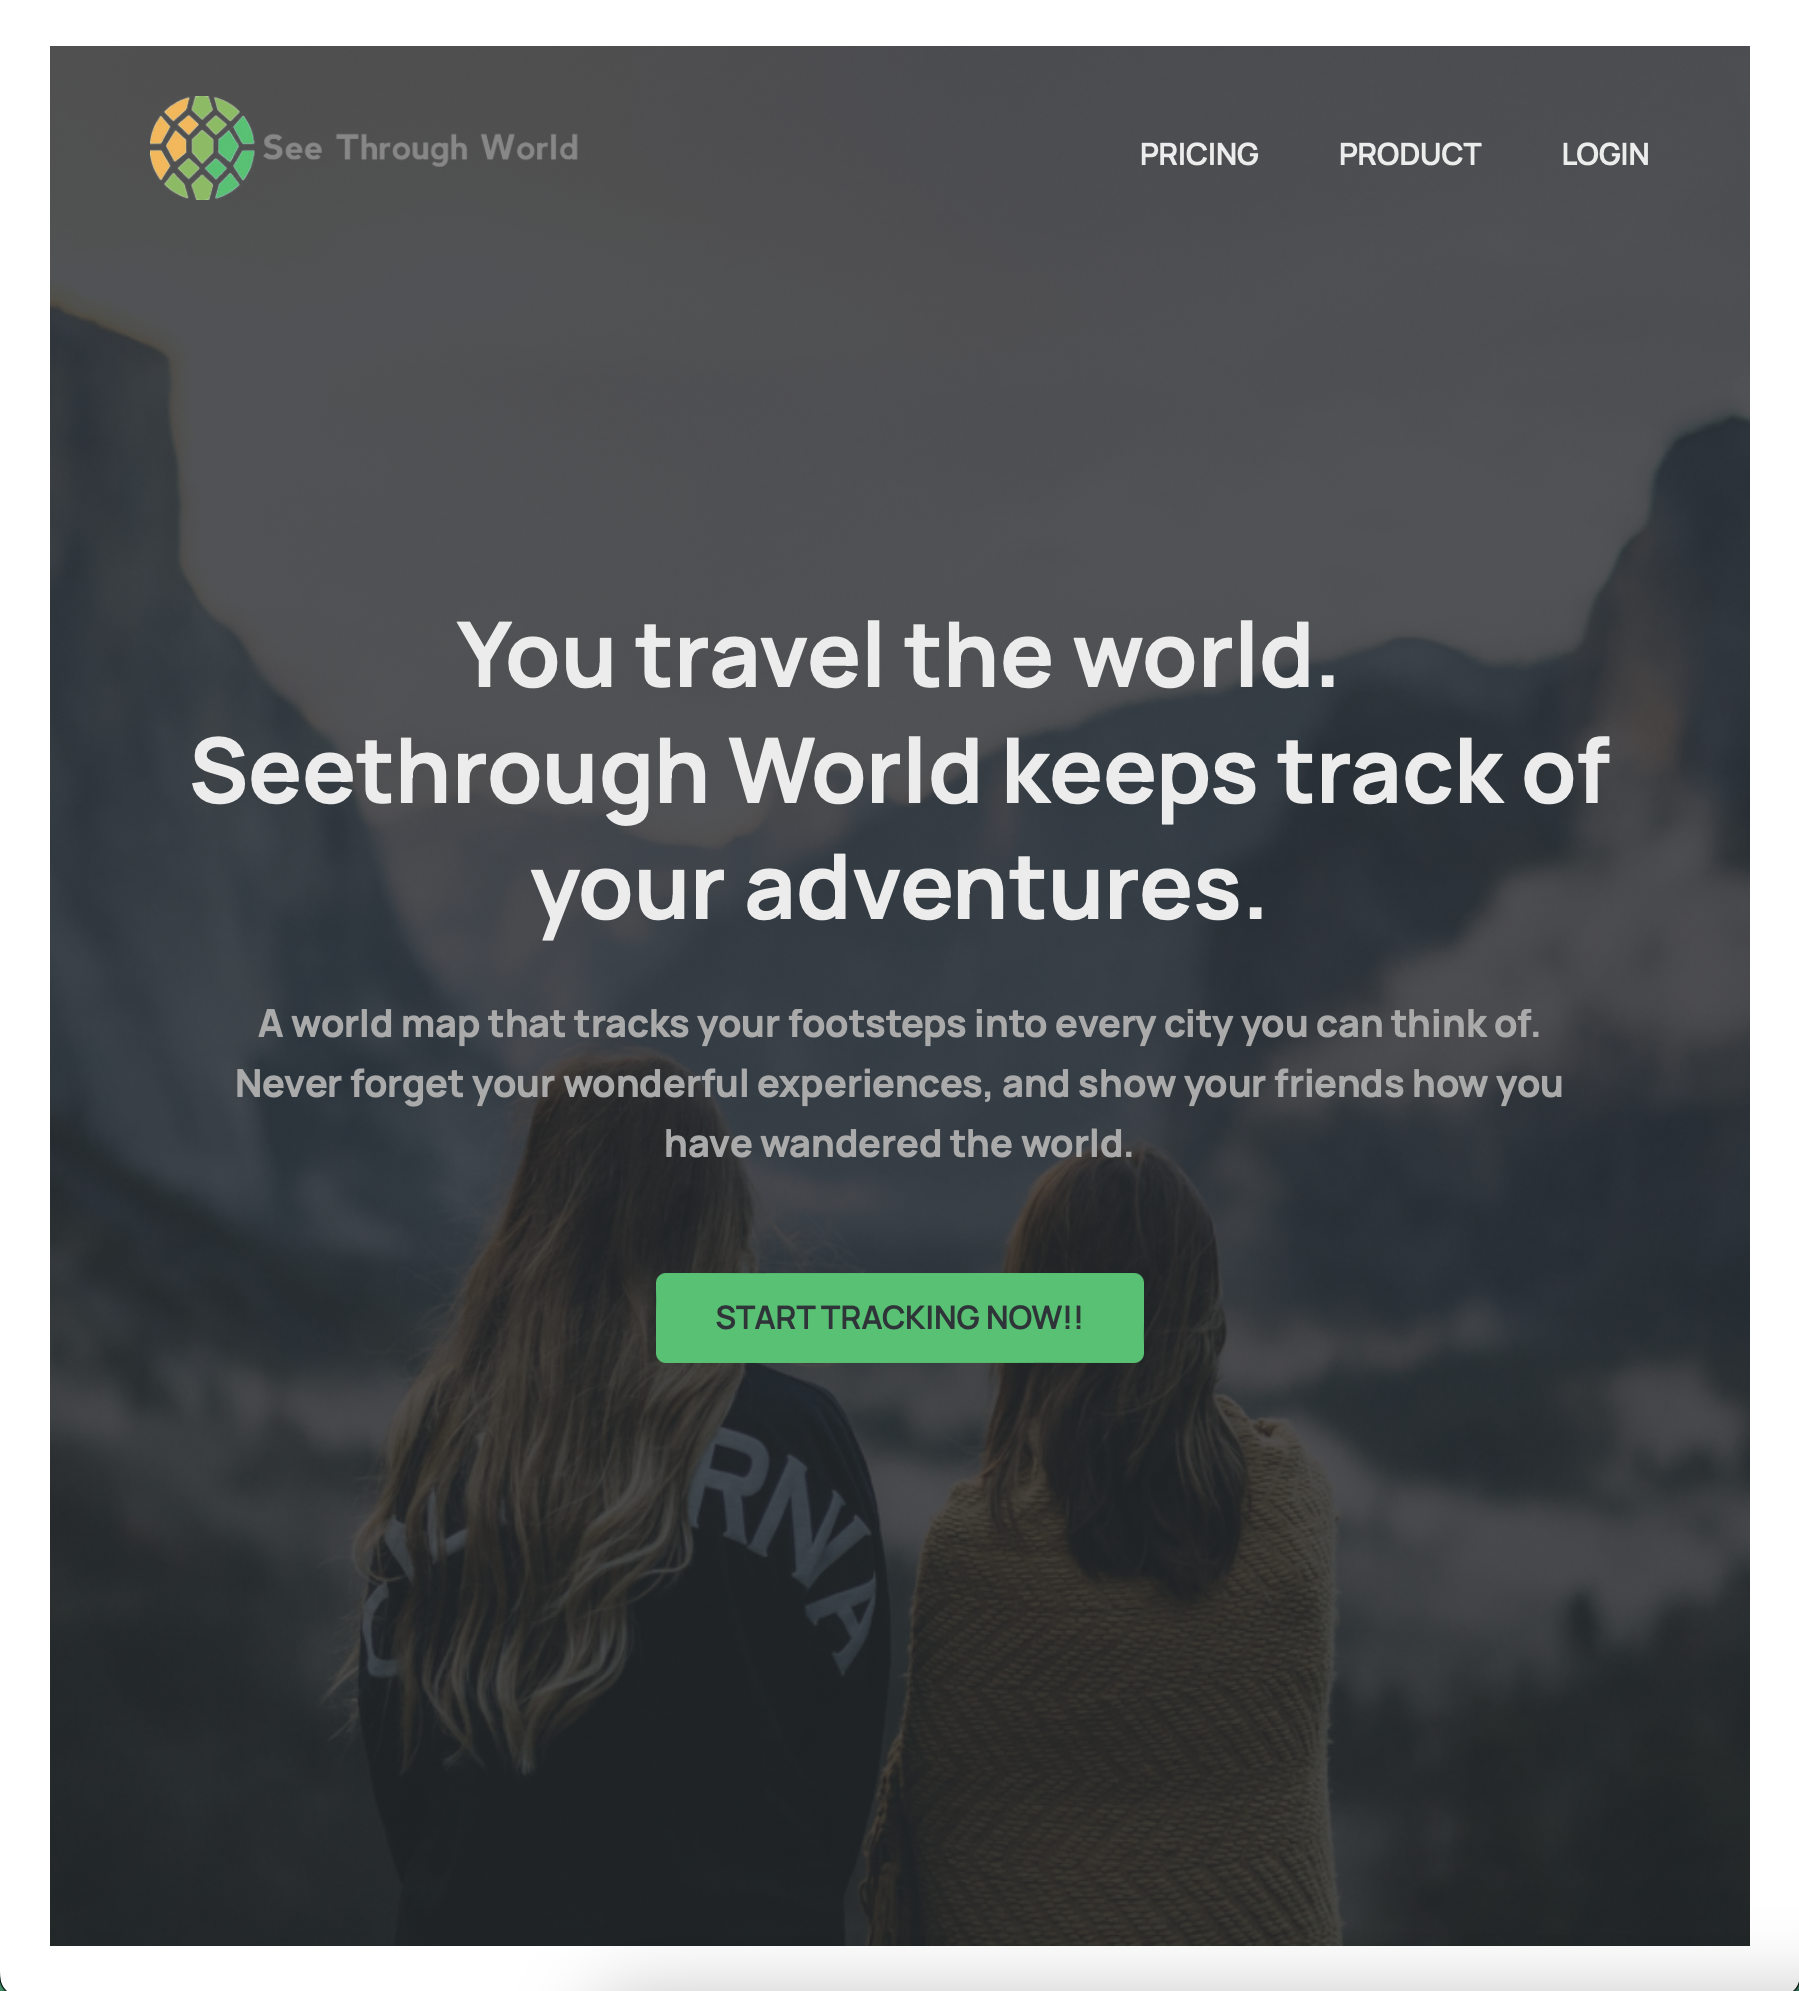 See Through World
PRICING PRODUCT LOGIN
You travel the world.
Seethrough World keeps track of
your adventures.
A world map that tracks your footsteps into every city you can think of.
Never forget your wonderful experiences, and show your friends how you
have wandered the world.
START TRACKING NOW!!